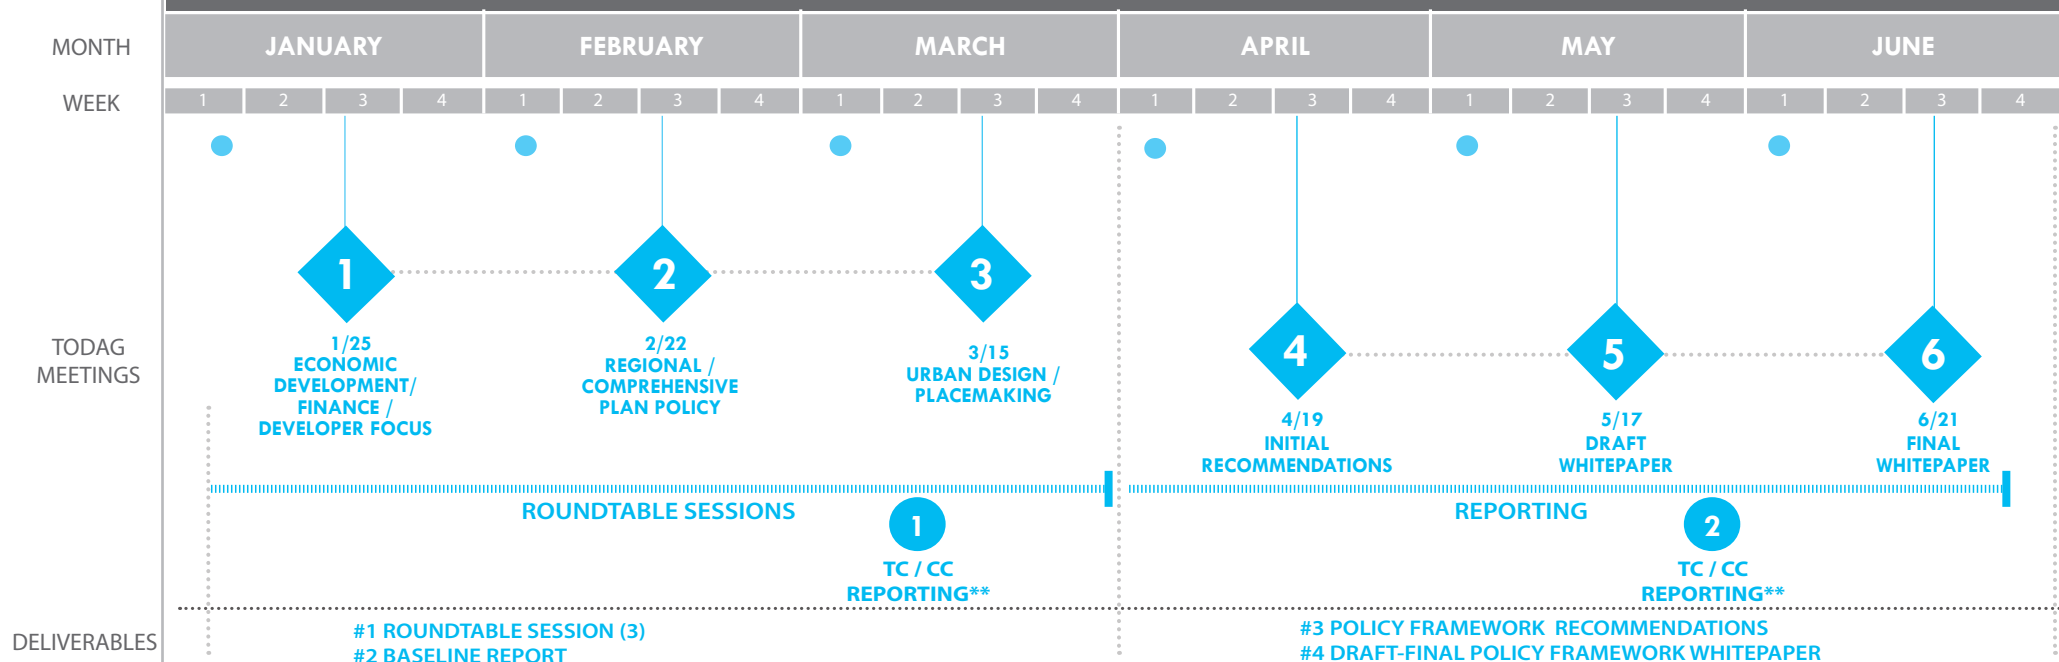 MONTH JANUARY FEBRUARY MARCH APRIL MAY JUNE
WEEK 1 2 3 4 1 2 3 4 1 2 3 4 1 2 3 4 1 2 3 4 1 2 3 4
TODAG
MEETINGS
1
1/25
ECONOMIC
DEVELOPMENT/
FINANCE /
DEVELOPER FOCUS
2
2/22
REGIONAL /
COMPREHENSIVE
PLAN POLICY
3
3/15
URBAN DESIGN /
PLACEMAKING
4
4/19
INITIAL
RECOMMENDATIONS
5
5/17
DRAFT
WHITEPAPER
6
6/21
FINAL
WHITEPAPER
ROUNDTABLE SESSIONS
1
TC / CC
REPORTING**
REPORTING
2
TC / CC
REPORTING**
DELIVERABLES
#1 ROUNDTABLE SESSION (3)
#2 BASELINE REPORT
#3 POLICY FRAMEWORK RECOMMENDATIONS
#4 DRAFT-FINAL POLICY FRAMEWORK WHITEPAPER